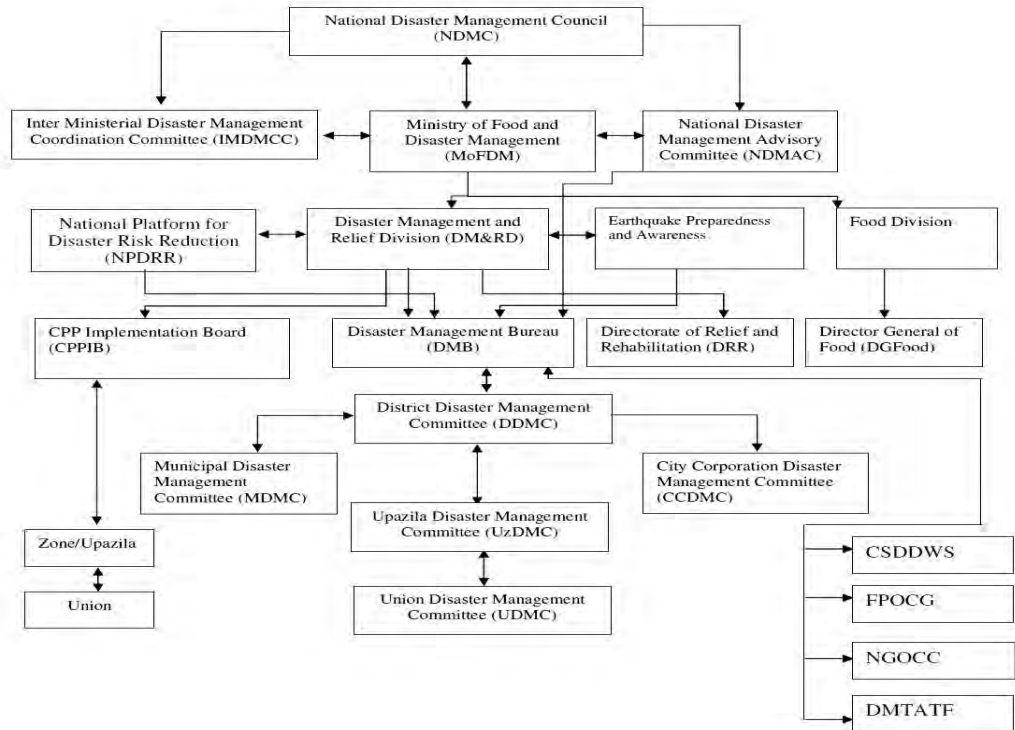 National Disaster Management Council
(NDMC)
Inter Ministerial Disaster Management
Coordination Committee (IMDMCC)
Ministry of Food and
Disaster Management
(MoFDM)
National Disaster
Management Advisory
Committee (NDMAC)
National Platform for
Disaster Risk Reduction
(NPDRR)
Disaster Management and
Relief Division (DM&RD)
Earthquake Preparedness
and Awareness
Food Division
CPP Implementation Board
(CPPIB)
Disaster Management Bureau
(DMB)
Directorate of Relief and
Rehabilitation (DRR)
Director General of
Food (DGFood)
District Disaster Management
Committee (DDMC)
Municipal Disaster
Management
Committee (MDMC)
City Corporation Disaster
Management Committee
(CCDMC)
Upazila Disaster Management
Committee (UzDMC)
Zone/Upazila
Union
Union Disaster Management
Committee (UDMC)
CSDDWS
FPOCG
NGOCC
DMTATF